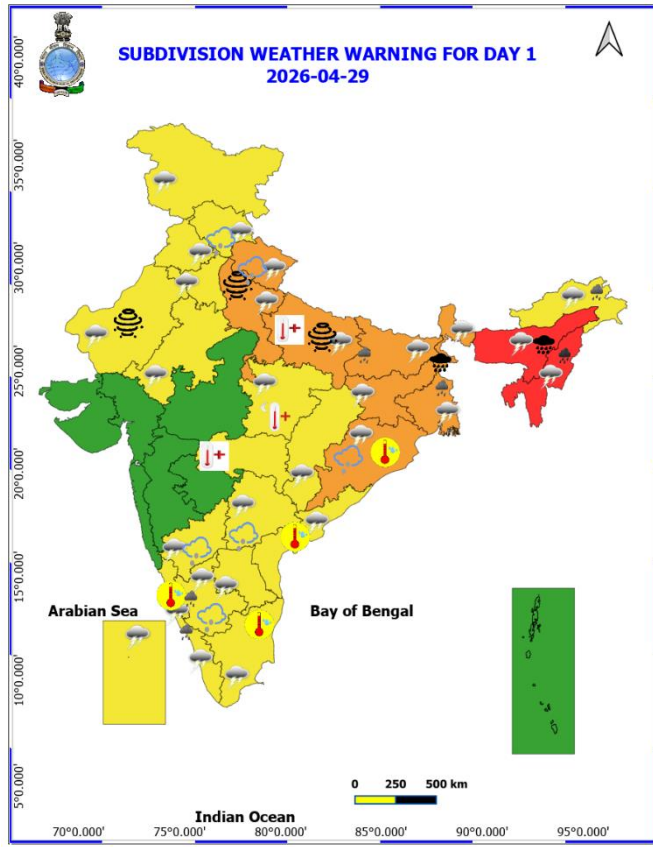 SUBDIVISION WEATHER WARNING FOR DAY 1
2026-04-29
40°0.000'
35°0.000'
30°0.000'
25°0.000'
20°0.000'
15°0.000'
10°0.000'
5°0.000'
Arabian Sea
Bay of Bengal
0 250 500 km
Indian Ocean
70°0.000' 75°0.000' 80°0.000' 85°0.000' 90°0.000' 95°0.000'